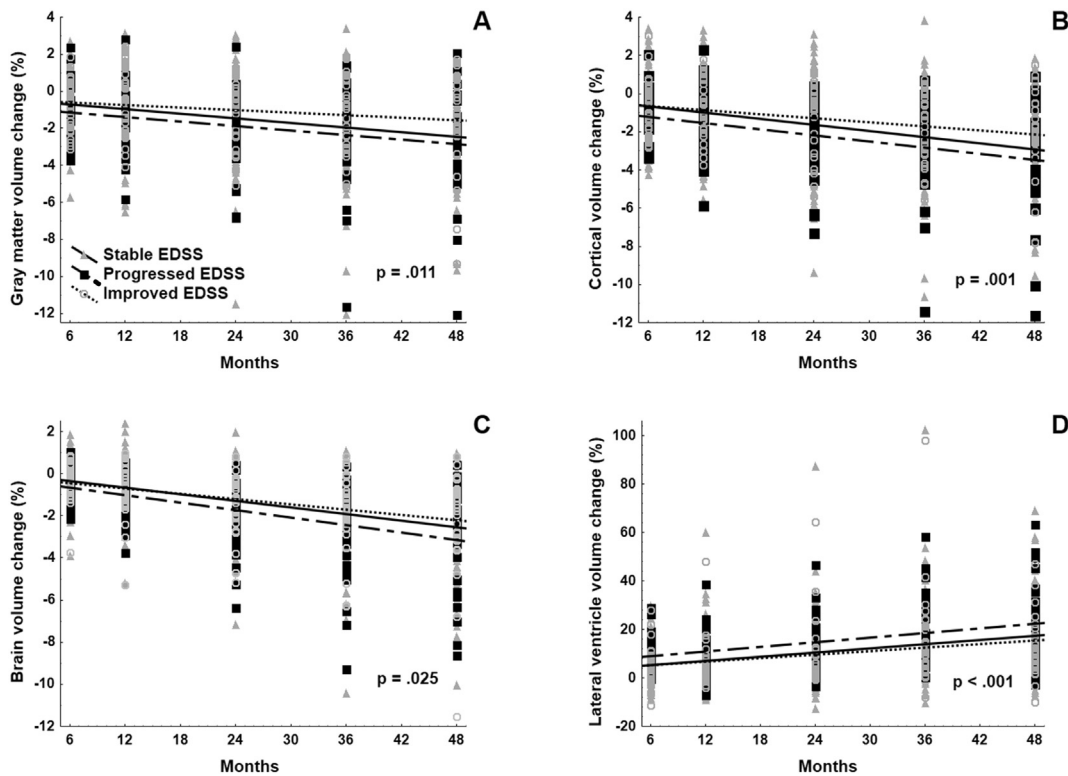 A
Gray matter volume change (%)
4
2
0
-2
-4
-6
-8
-10
-12
Stable EDSS
Progressed EDSS
Improved EDSS
p = .011
6 12 18 24 30 36 42 48
Months
B
Cortical volume change (%)
4
2
0
-2
-4
-6
-8
-10
-12
p = .001
6 12 18 24 30 36 42 48
Months
C
Brain volume change (%)
2
0
-2
-4
-6
-8
-10
-12
p = .025
6 12 18 24 30 36 42 48
Months
D
Lateral ventricle volume change (%)
100
80
60
40
20
0
-20
p < .001
6 12 18 24 30 36 42 48
Months